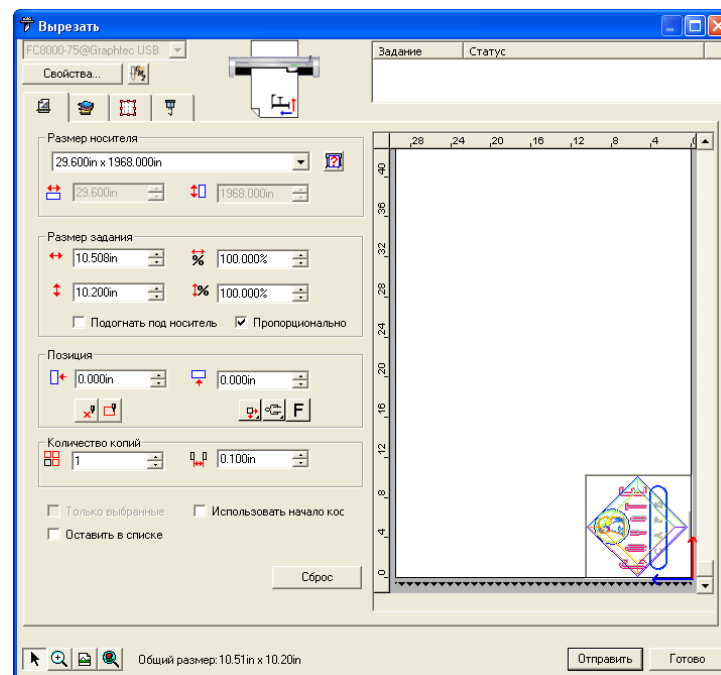 Вырезать
FC8000-75@Graphtec USB
Задание Статус
Свойства...
Размер носителя
29.600in x 1968.000in
29.600in 1968.000in
Размер задания
10.508in 100.000%
10.200in 100.000%
Подогнать под носитель Пропорционально
Позиция
0.000in 0.000in
F
Количество копий
1 0.100in
Только выбранные Использовать начало кос
Оставить в списке
Сброс
28 24 20 16 12 8 4 0
40
36
32
28
24
20
16
12
8
4
0
Общий размер:10.51in x 10.20in
Отправить Готово